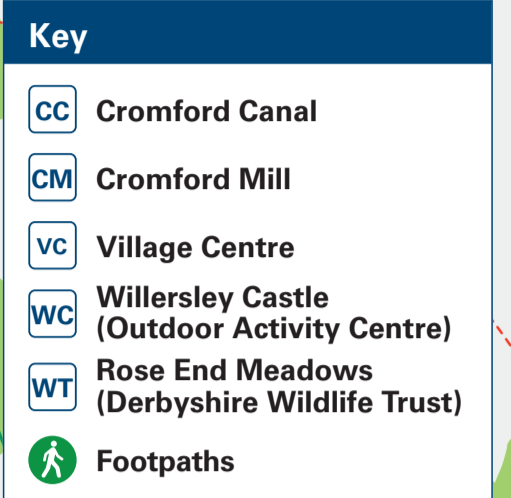 Key
CC Cromford Canal
CM Cromford Mill
VC Village Centre
WC Willersley Castle
(Outdoor Activity Centre)
WT Rose End Meadows
(Derbyshire Wildlife Trust)
Footpaths